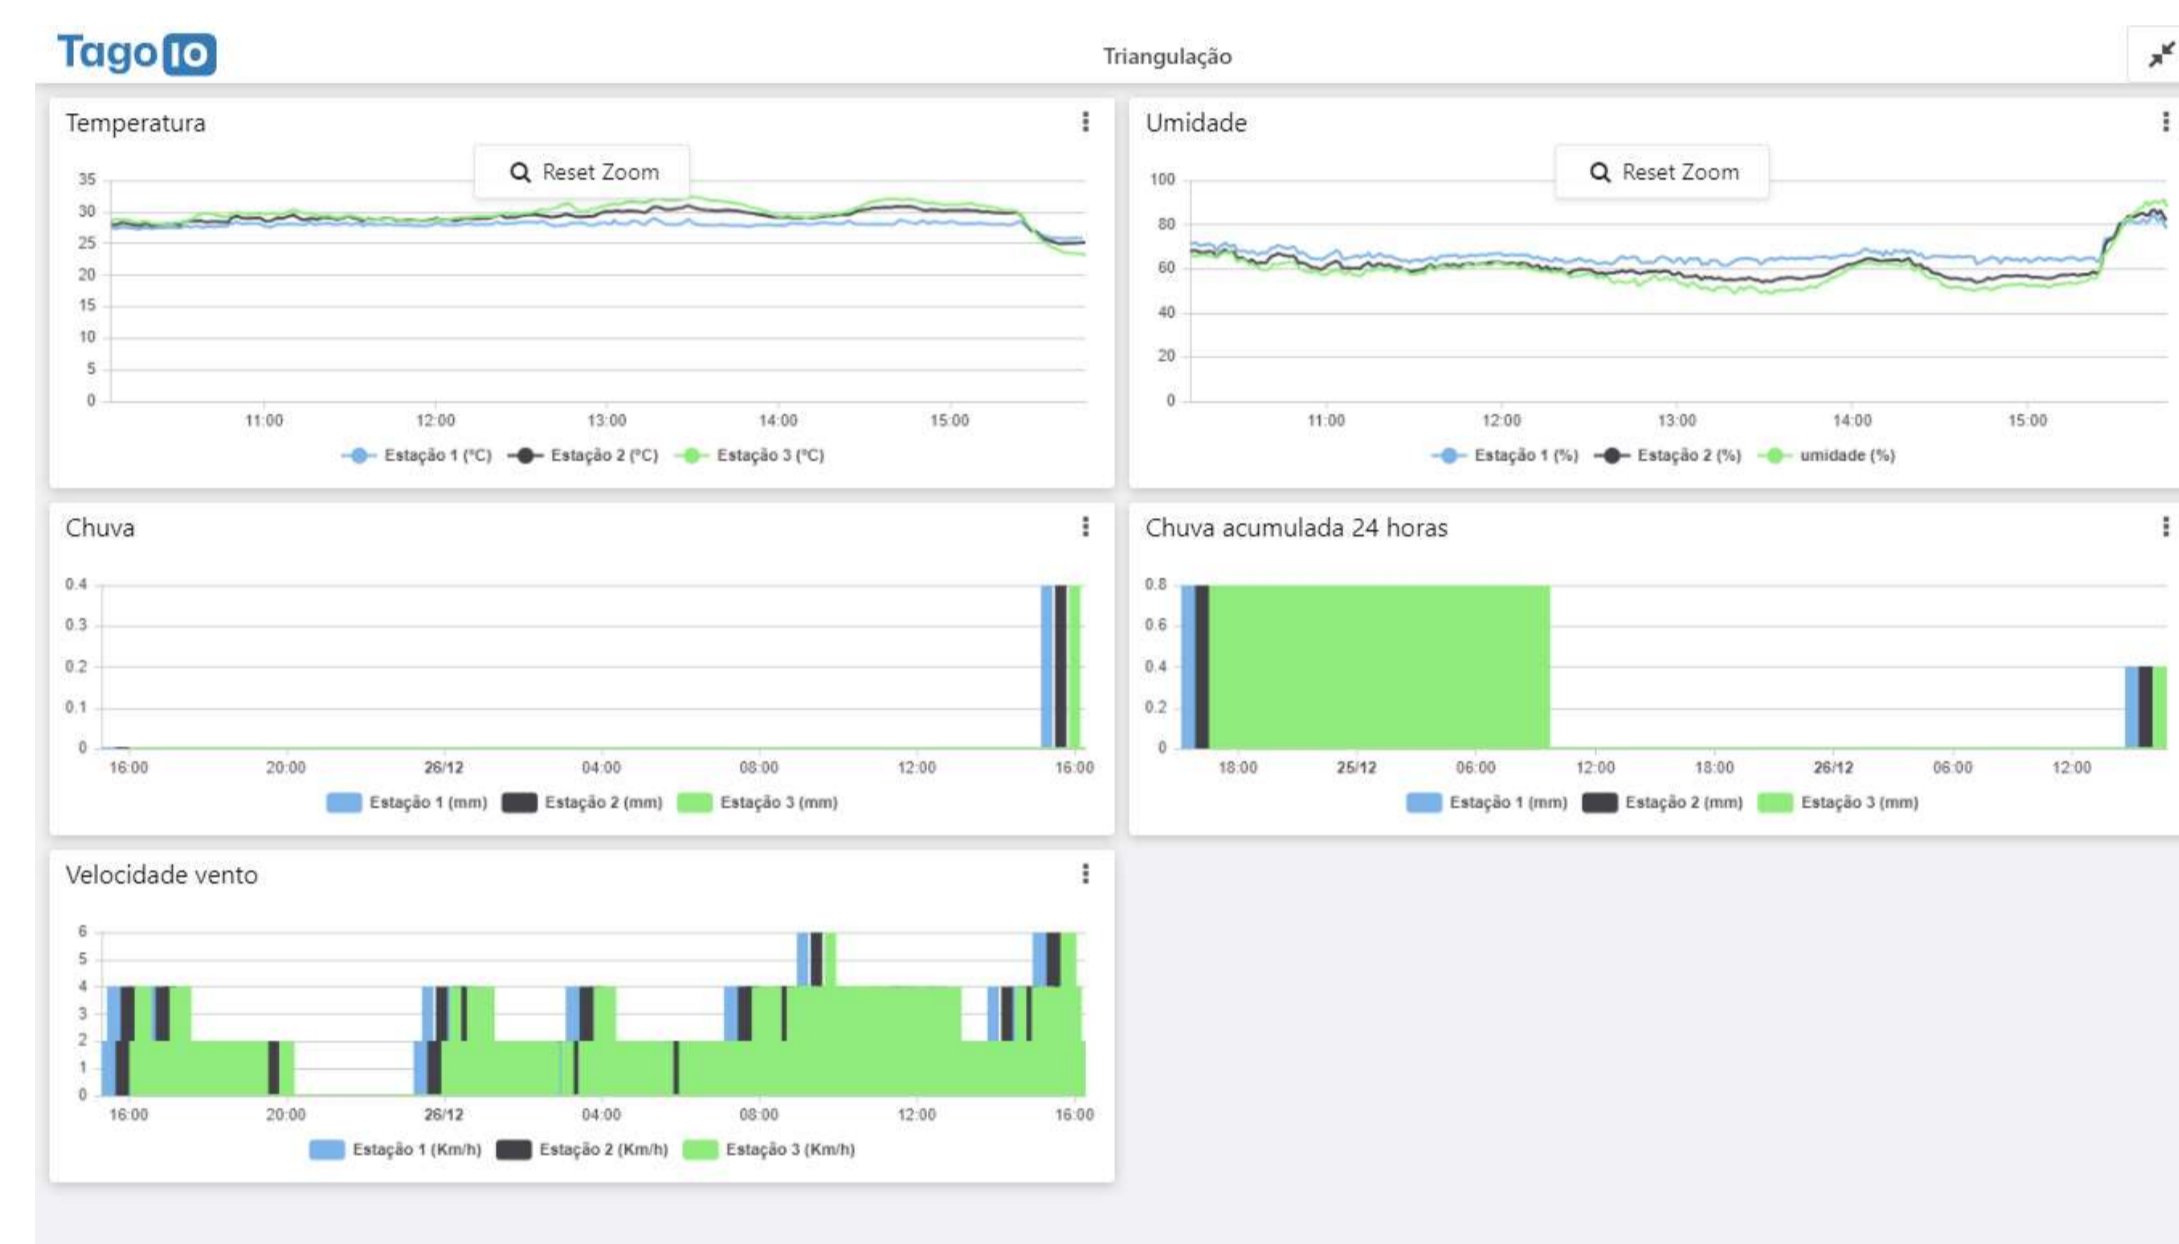 Tago IO
Triangulação
Temperatura
Reset Zoom
35
30
25
20
15
10
5
0
11:00 12:00 13:00 14:00 15:00
Estação 1 (°C) Estação 2 (°C) Estação 3 (°C)
Umidade
Reset Zoom
100
80
60
40
20
0
11:00 12:00 13:00 14:00 15:00
Estação 1 (%) Estação 2 (%) umidade (%)
Chuva
0.4
0.3
0.2
0.1
0
16:00 20:00 26/12 04:00 08:00 12:00 16:00
Estação 1 (mm) Estação 2 (mm) Estação 3 (mm)
Chuva acumulada 24 horas
0.8
0.6
0.4
0.2
0
18:00 25/12 06:00 12:00 18:00 26/12 06:00 12:00
Estação 1 (mm) Estação 2 (mm) Estação 3 (mm)
Velocidade vento
6
5
4
3
2
1
0
16:00 20:00 26/12 04:00 08:00 12:00 16:00
Estação 1 (Km/h) Estação 2 (Km/h) Estação 3 (Km/h)